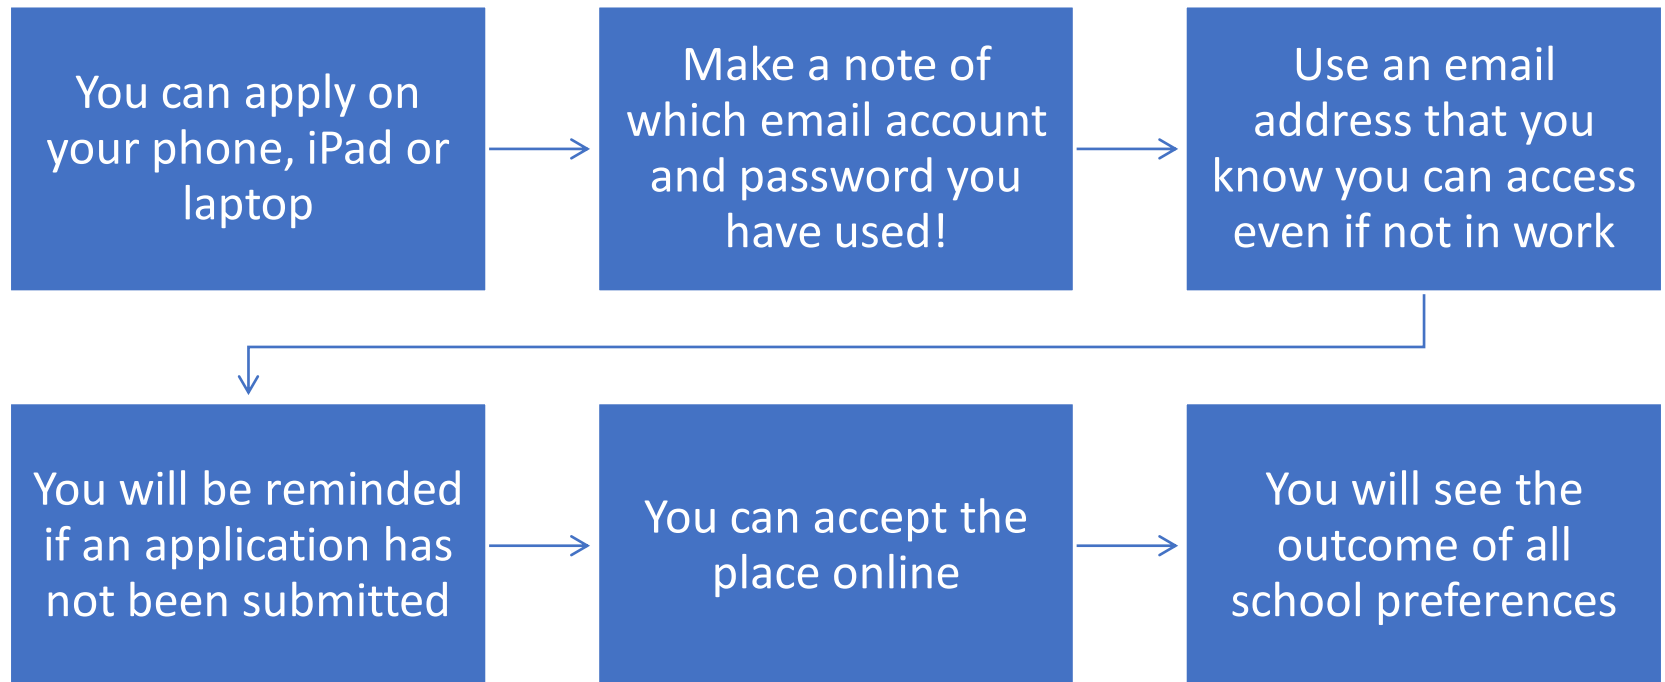 You can apply on
your phone, iPad or
laptop
Make a note of
which email account
and password you
have used!
Use an email
address that you
know you can access
even if not in work
You will be reminded
if an application has
not been submitted
You can accept the
place online
You will see the
outcome of all
school preferences